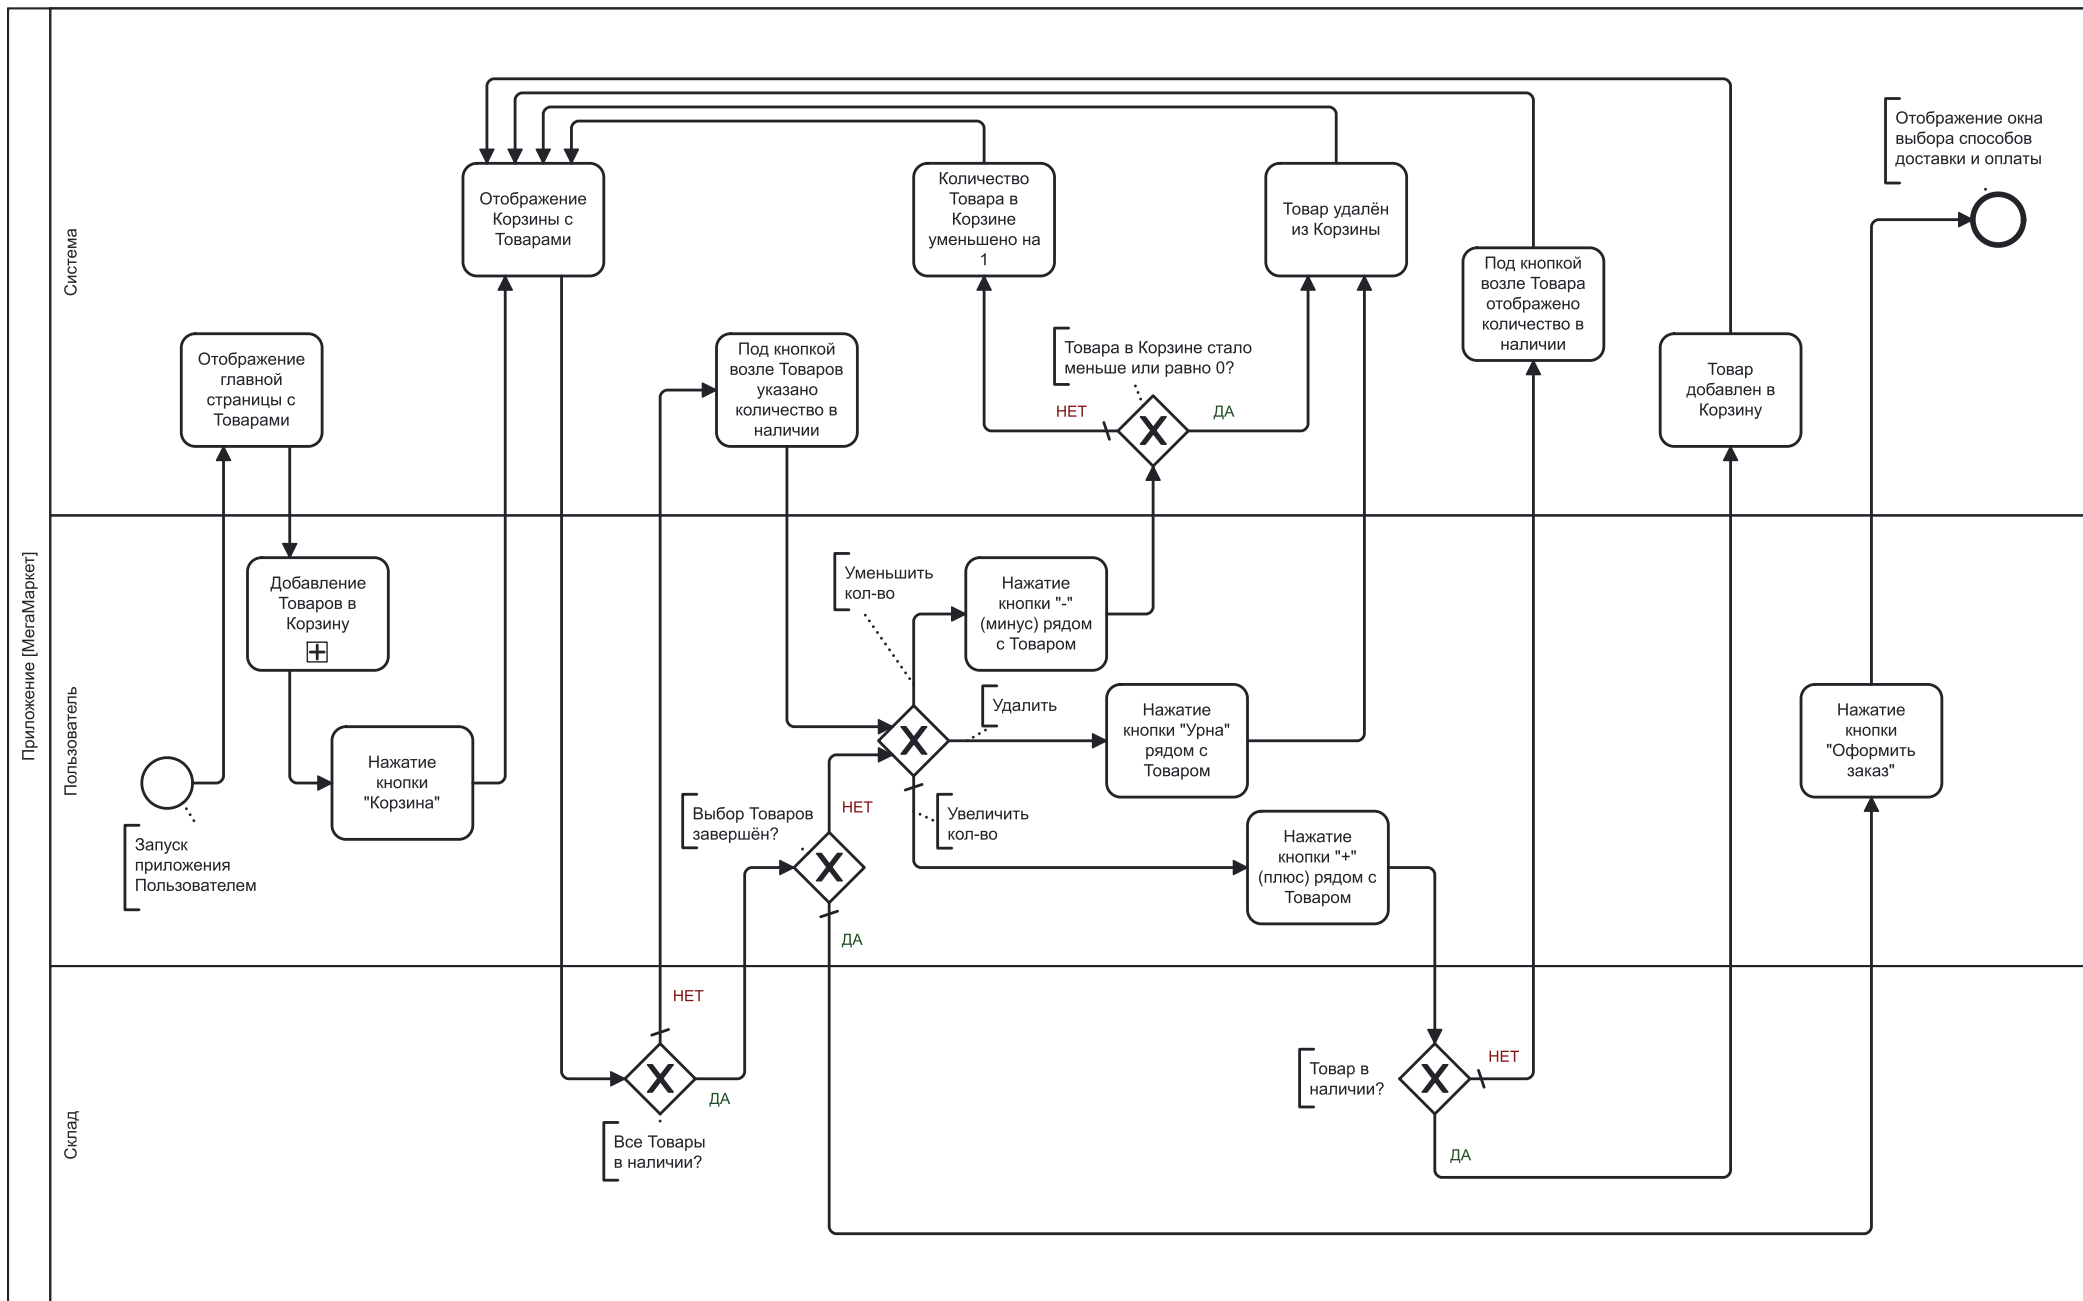 Приложение [МегаМаркет]
Система
Отображение
Корзины с
Товарами
Количество
Товара в
Корзине
уменьшено на
1
Товар удалён
из Корзины
Под кнопкой
возле Товара
отображено
количество в
наличии
Отображение окна
выбора способов
доставки и оплаты
Отображение
главной
страницы с
Товарами
Под кнопкой
возле Товаров
указано
количество в
наличии
Товара в Корзине стало
меньше или равно 0?
НЕТ
ДА
Товар
добавлен в
Корзину
Пользователь
Добавление
Товаров в
Корзину
Уменьшить
кол-во
Нажатие
кнопки "-"
(минус) рядом
с Товаром
Удалить
Нажатие
кнопки "Урна"
рядом с
Товаром
Нажатие
кнопки
"Оформить
заказ"
Нажатие
кнопки
"Корзина"
Запуск
приложения
Пользователем
Выбор Товаров
завершён?
НЕТ
ДА
Увеличить
кол-во
Нажатие
кнопки "+"
(плюс) рядом с
Товаром
Склад
НЕТ
ДА
Все Товары
в наличии?
Товар в
наличии?
НЕТ
ДА